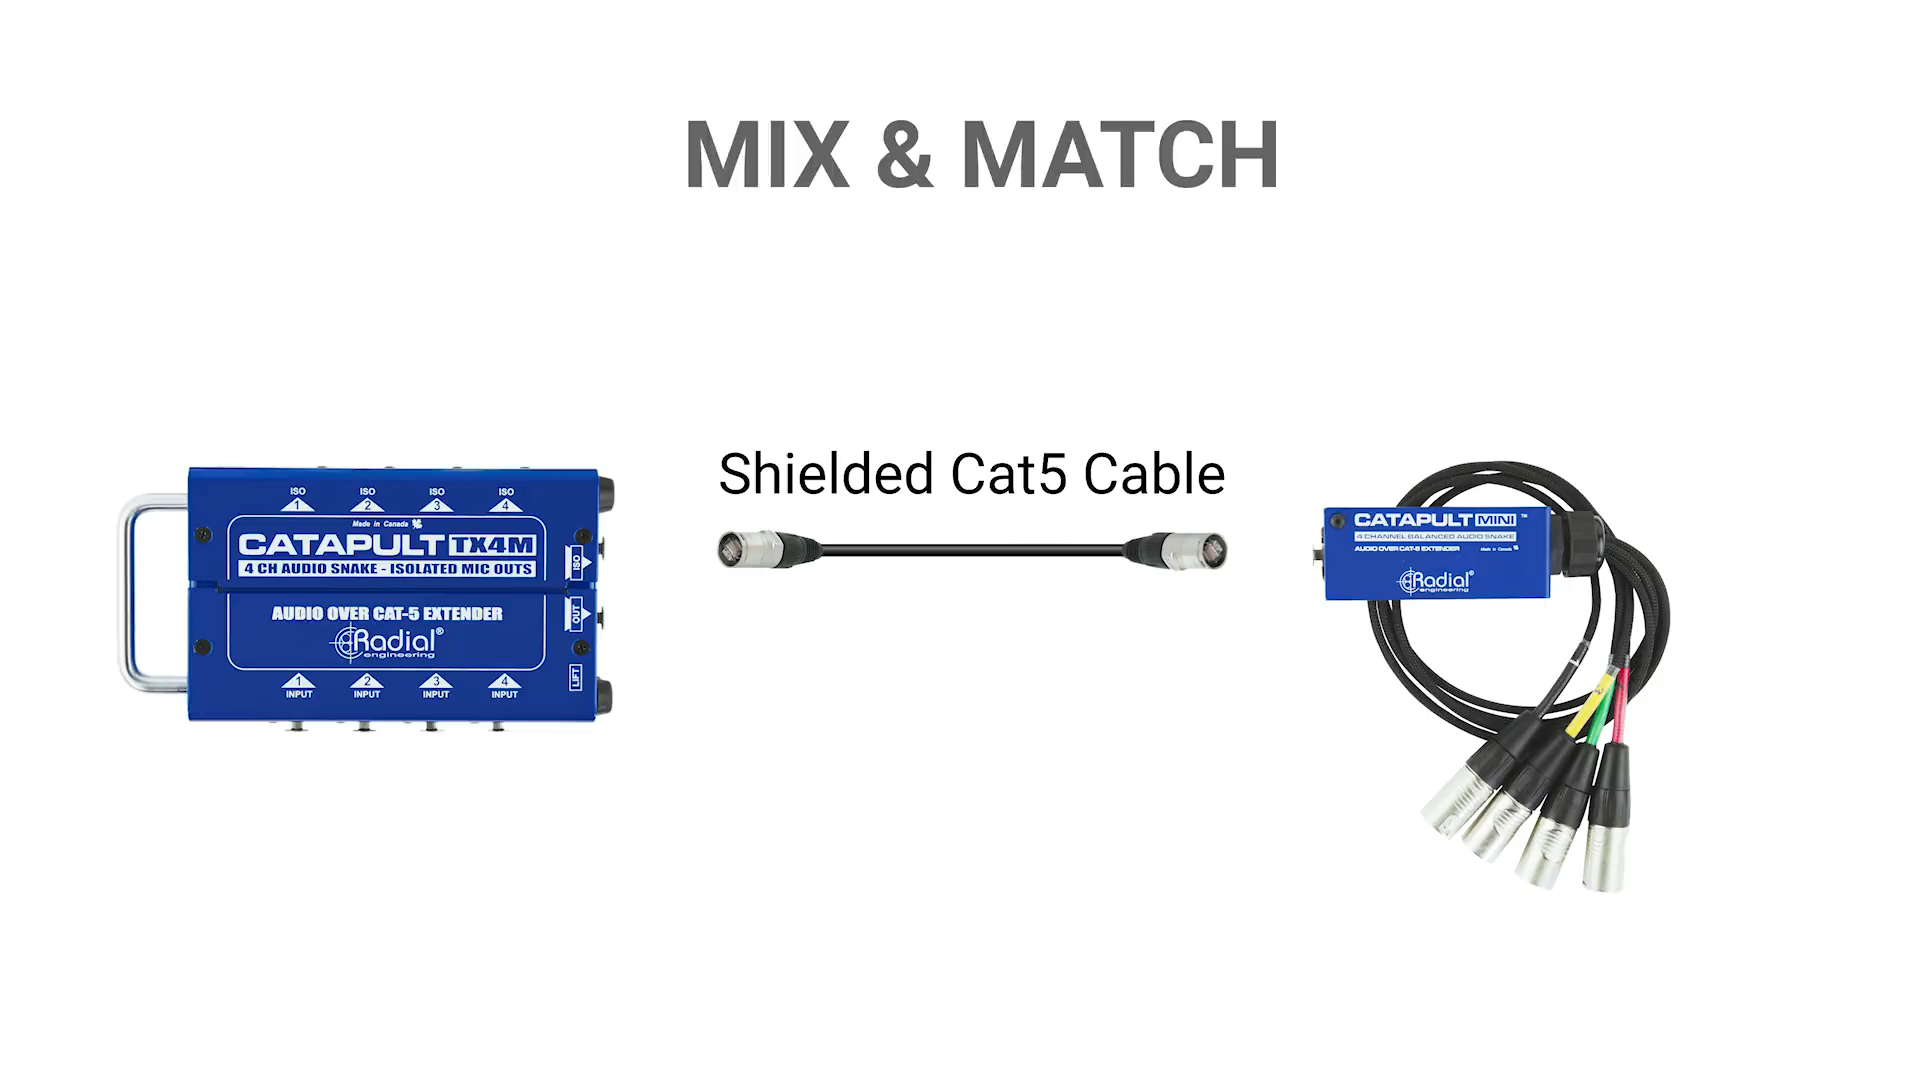 MIX & MATCH
Shielded Cat5 Cable
ISO ISO ISO ISO
1 2 3 4
Made in Canada
CATAPULT TX4M
4 CH AUDIO SNAKE - ISOLATED MIC OUTS
ISO
AUDIO OVER CAT-5 EXTENDER
OUT
Radial®
engineering
LIFT
1 2 3 4
INPUT INPUT INPUT INPUT
CATAPULT MINI™
4 CHANNEL BALANCED AUDIO SNAKE
AUDIO OVER CAT-5 EXTENDER Made in Canada
Radial®
engineering